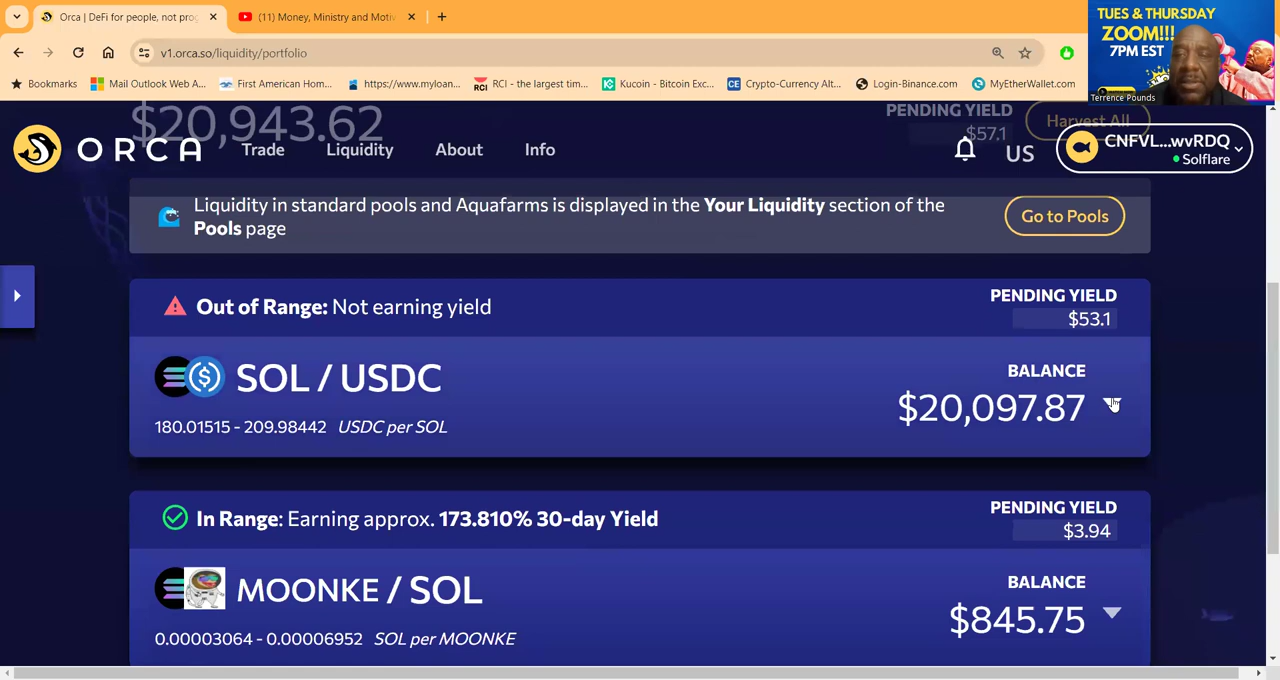 Orca | DeFi for people, not prog
(11) Money, Ministry and Motiv
v1.orca.so/liquidity/portfolio
Bookmarks
Mail Outlook Web A...
First American Hom...
https://www.myloan...
RCI - the largest tim...
Kucoin - Bitcoin Exc...
Crypto-Currency Alt...
Login-Binance.com
MyEtherWallet.com
TUES & THURSDAY
ZOOM!!!
7PM EST
Terrence Pounds
$20,943.62
PENDING YIELD
$57.1
Harvest All
ORCA
Trade
Liquidity
About
Info
US
CNFVL...wvRDQ
Solflare
Liquidity in standard pools and Aquafarms is displayed in the Your Liquidity section of the
Pools page
Go to Pools
Out of Range: Not earning yield
PENDING YIELD
$53.1
SOL / USDC
BALANCE
$20,097.87
180.01515 - 209.98442 USDC per SOL
In Range: Earning approx. 173.810% 30-day Yield
PENDING YIELD
$3.94
MOONKE / SOL
BALANCE
$845.75
0.00003064 - 0.00006952 SOL per MOONKE